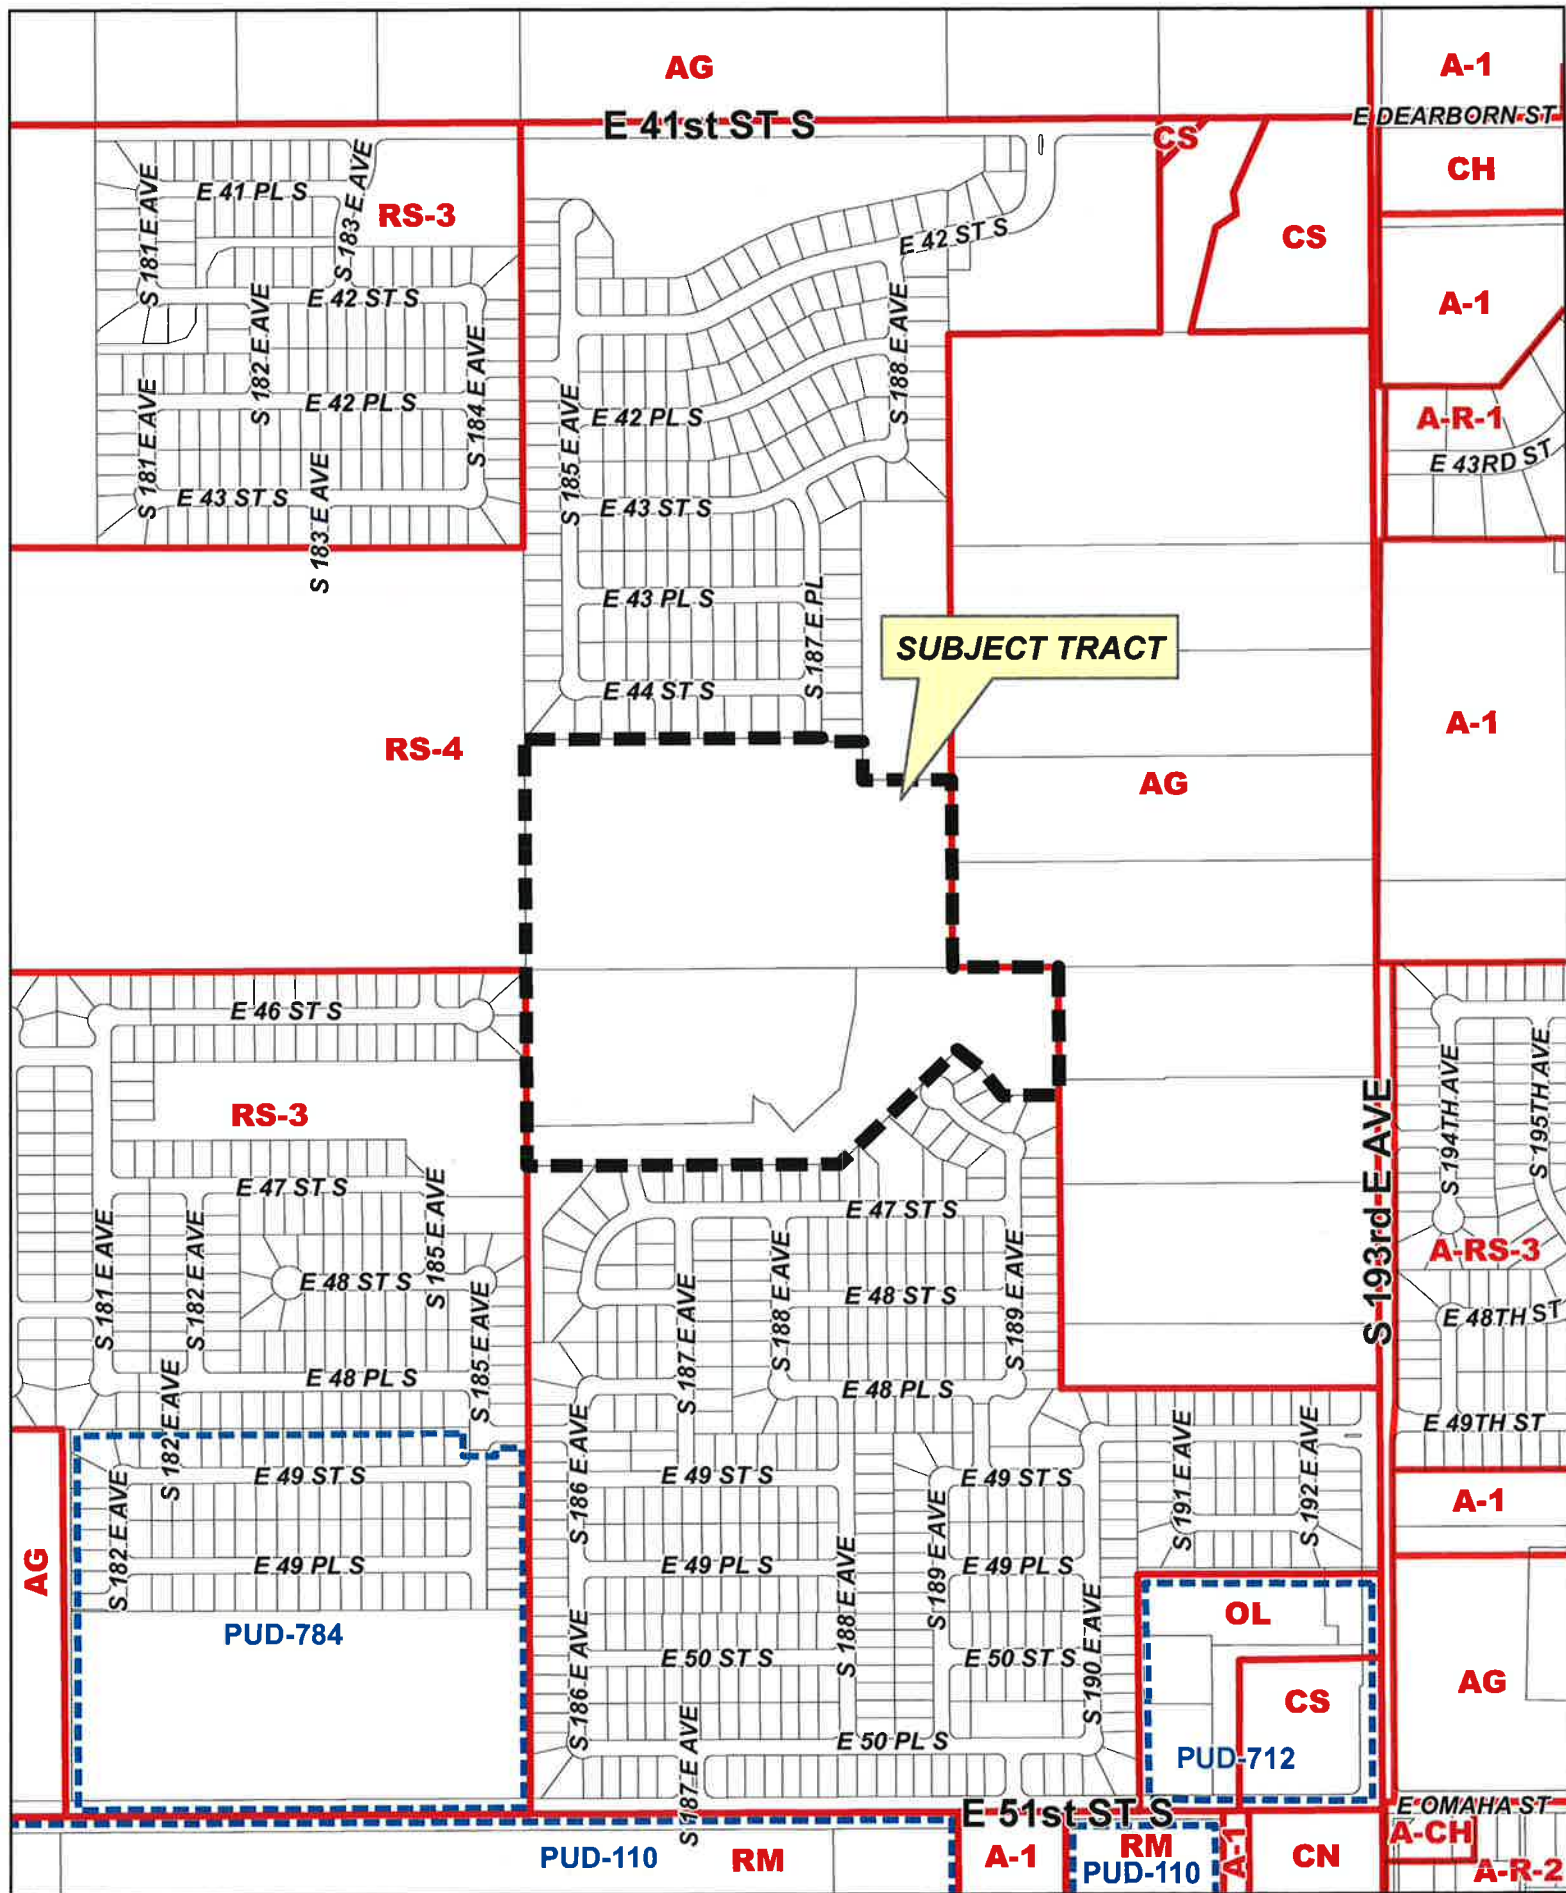 AG
A-1
E 41st ST S
E DEARBORN ST
CS
CH
S 181 E AVE
E 41 PL S
S 183 E AVE
RS-3
E 42 ST S
CS
E 42 ST S
S 182 E AVE
S 184 E AVE
S 188 E AVE
A-1
S 181 E AVE
E 42 PL S
S 185 E AVE
E 42 PL S
A-R-1
E 43RD ST
E 43 ST S
S 183 E AVE
E 43 ST S
E 43 PL S
S 187 E PL
SUBJECT TRACT
E 44 ST S
RS-4
A-1
AG
E 46 ST S
RS-3
S 193rd E AVE
S 194TH AVE
S 195TH AVE
E 47 ST S
S 185 E AVE
E 47 ST S
S 181 E AVE
S 182 E AVE
E 48 ST S
S 188 E AVE
E 48 ST S
S 189 E AVE
A-RS-3
S 187 E AVE
S 185 E AVE
E 48TH ST
E 48 PL S
E 48 PL S
S 182 E AVE
S 186 E AVE
S 191 E AVE
S 192 E AVE
E 49TH ST
E 49 ST S
E 49 ST S
E 49 ST S
S 182 E AVE
S 189 E AVE
A-1
AG
E 49 PL S
E 49 PL S
S 188 E AVE
E 49 PL S
S 190 E AVE
OL
PUD-784
S 186 E AVE
E 50 ST S
E 50 ST S
CS
AG
S 187 E AVE
E 50 PL S
PUD-712
E 51st ST S
E OMAHA ST
PUD-110
RM
A-1
RM
PUD-110
A-1
CN
A-CH
A-R-2